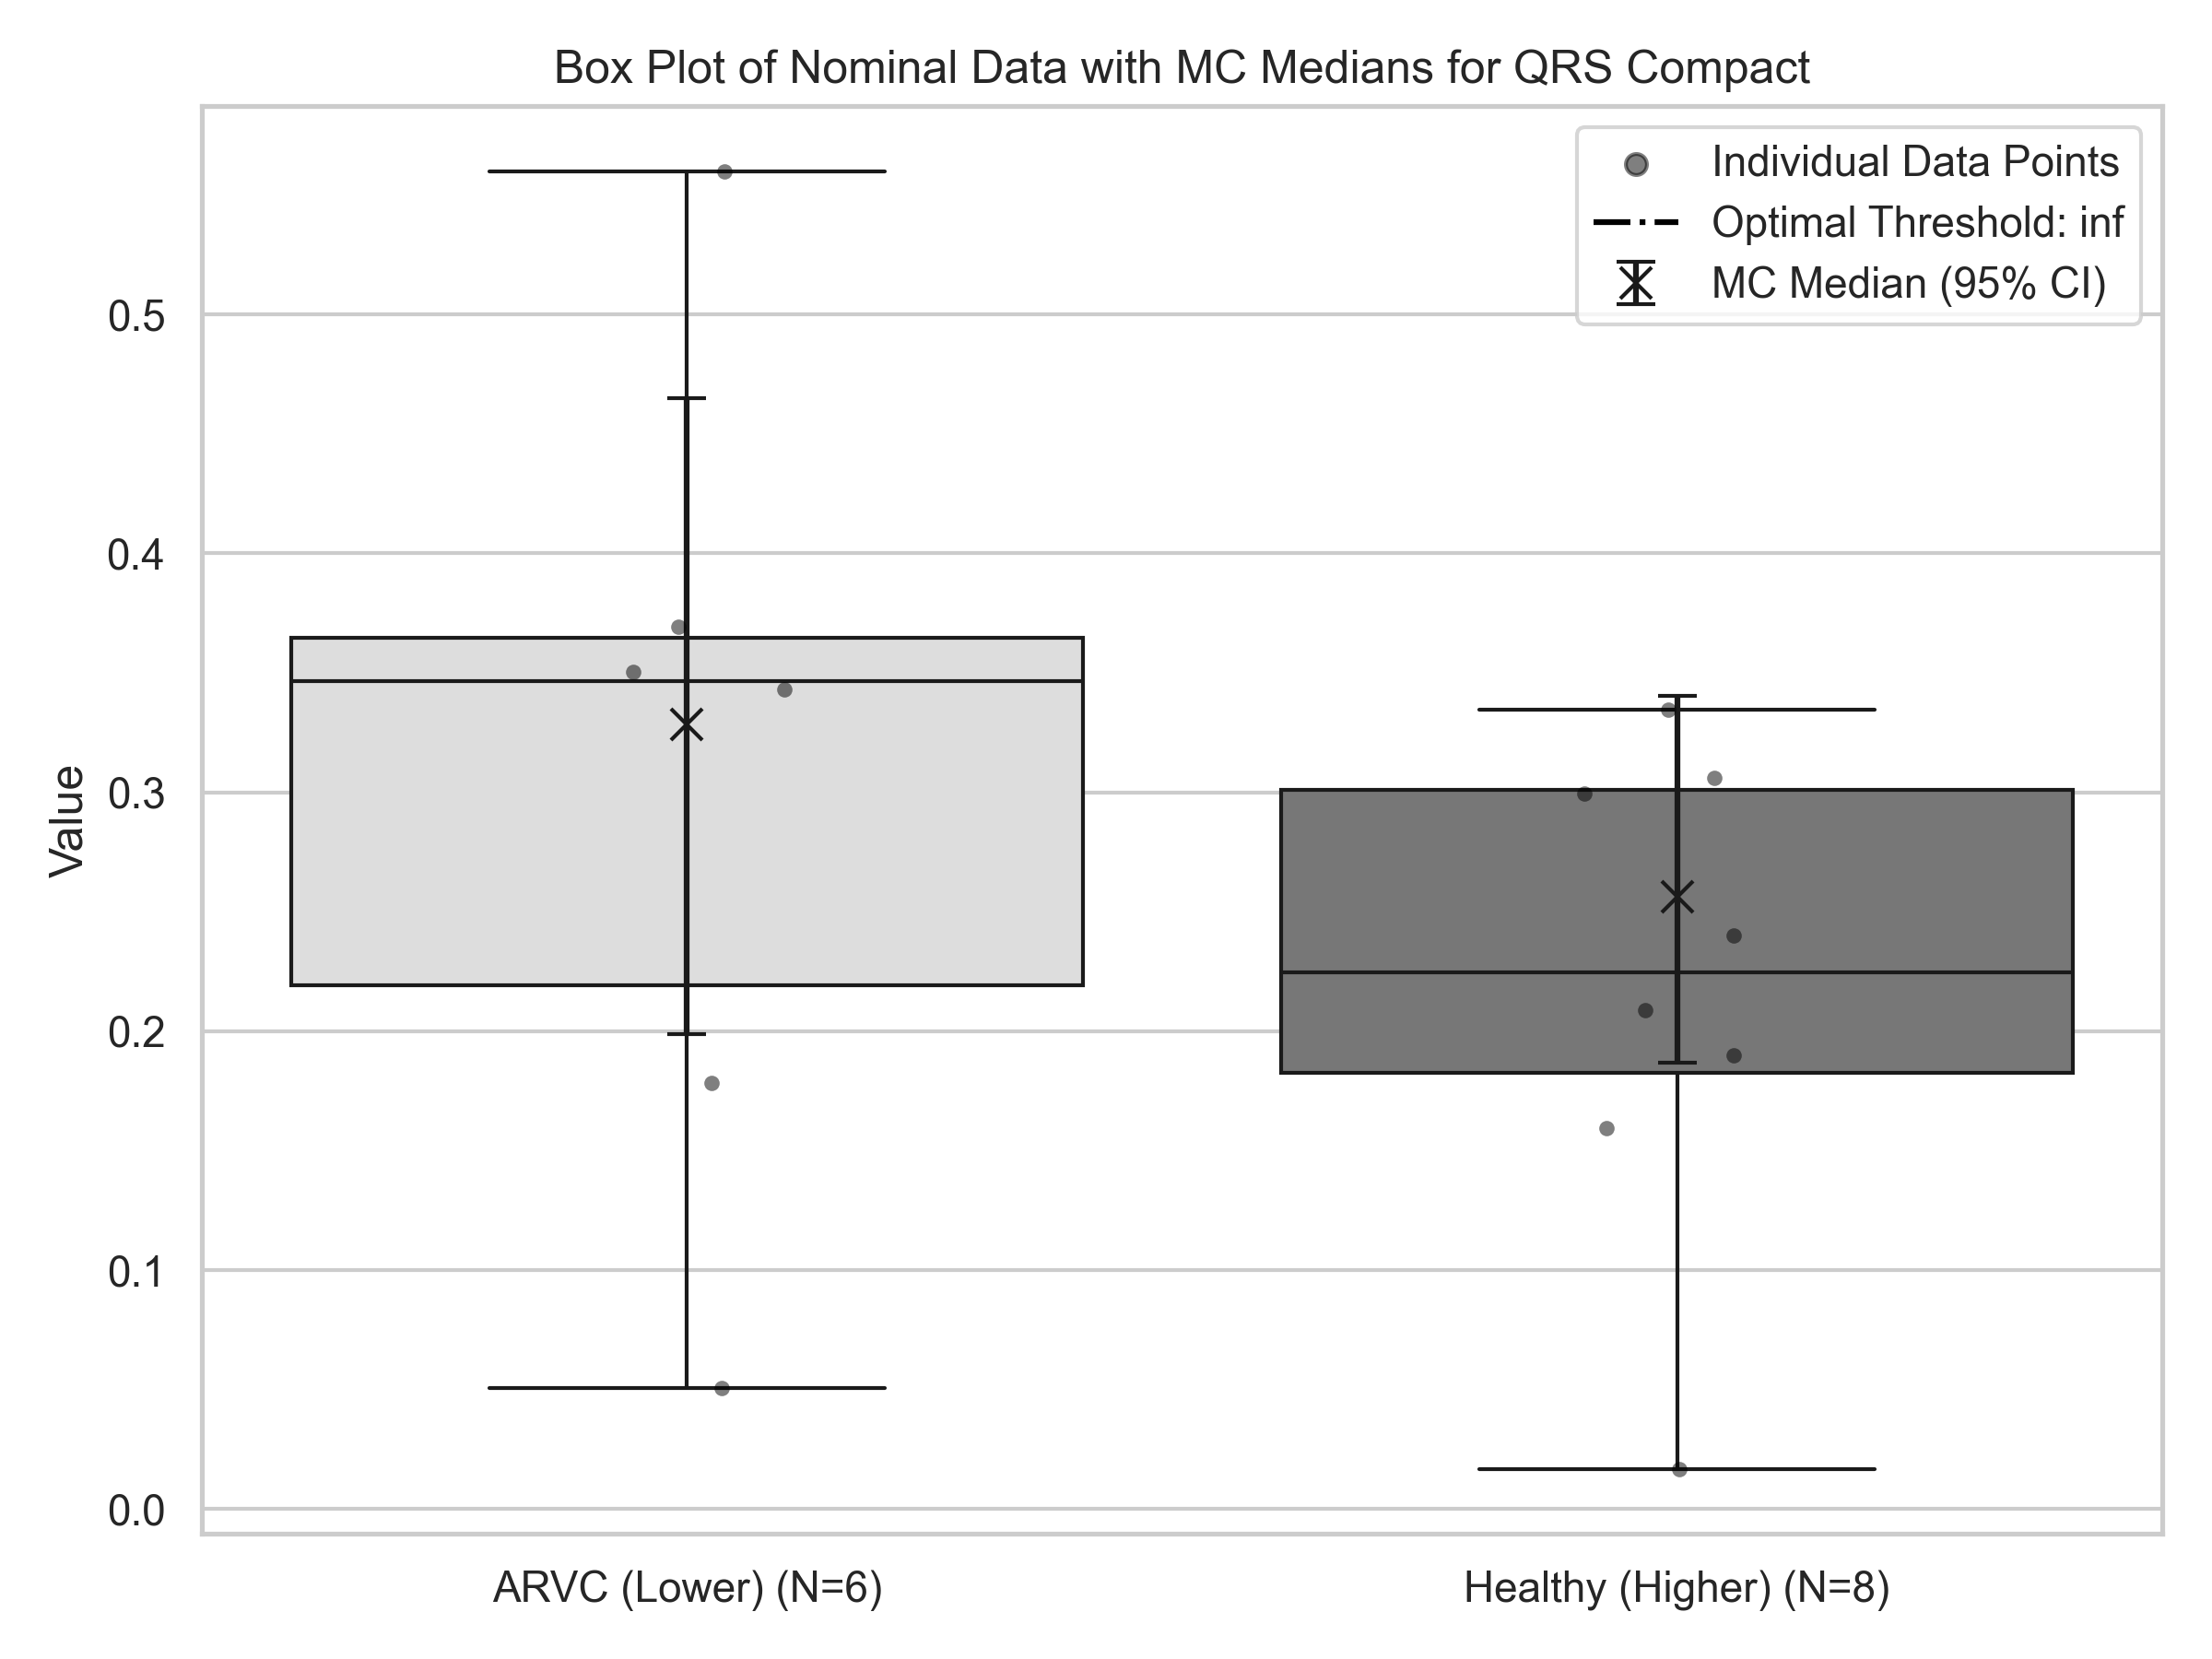 Box Plot of Nominal Data with MC Medians for QRS Compact
Individual Data Points
Optimal Threshold: inf
MC Median (95% CI)
Value
0.5
0.4
0.3
0.2
0.1
0.0
ARVC (Lower) (N=6)
Healthy (Higher) (N=8)